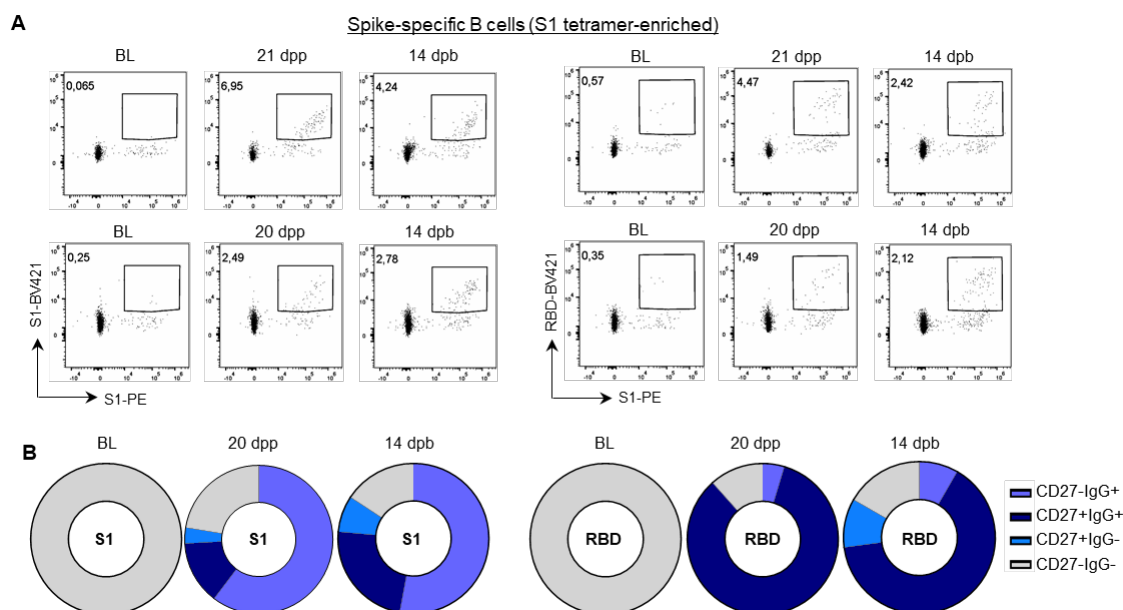 A
Spike-specific B cells (S1 tetramer-enriched)
BL 21 dpp 14 dpb BL 21 dpp 14 dpb
0,065 6,95 4,24 0,57 4,47 2,42
BL 20 dpp 14 dpb BL 20 dpp 14 dpb
0,25 2,49 2,78 0,35 1,49 2,12
S1-BV421
S1-PE
RBD-BV421
S1-PE
B
BL 20 dpp 14 dpb BL 20 dpp 14 dpb
S1 S1 S1 RBD RBD RBD
CD27-IgG+
CD27+IgG+
CD27+IgG-
CD27-IgG-